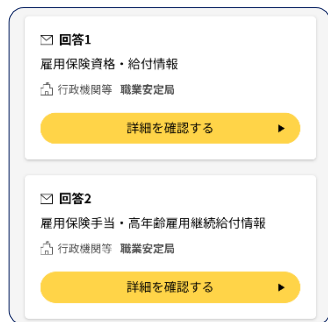 回答1
雇用保険資格・給付情報
行政機関等 職業安定局
詳細を確認する
回答2
雇用保険手当・高年齢雇用継続給付情報
行政機関等 職業安定局
詳細を確認する